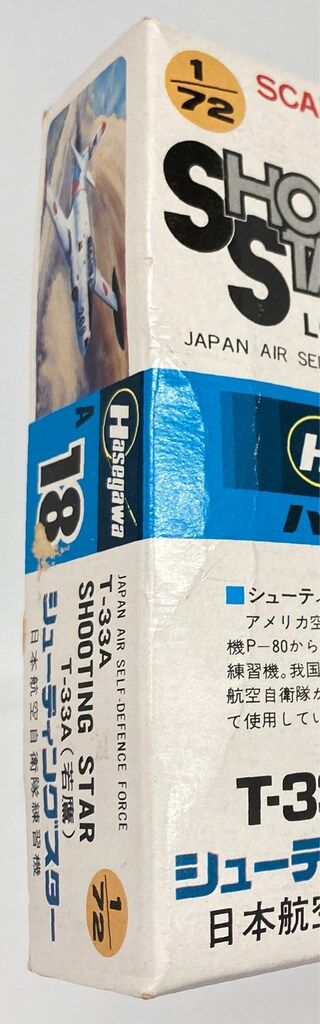 1/72
SCA
SHO
STA
L
JAPAN AIR SE
A
18
Hasegawa
H
ハ
JAPAN AIR SELF-DEFENCE FORCE
T-33A
SHOOTING STAR
T-33A(若鷹)
シューティングスター
日本航空自衛隊練習機
1/72
■シューティ
アメリカ空
機P−80から
練習機。我国
航空自衛隊が
て使用してい
T-33
シューテ
日本航空